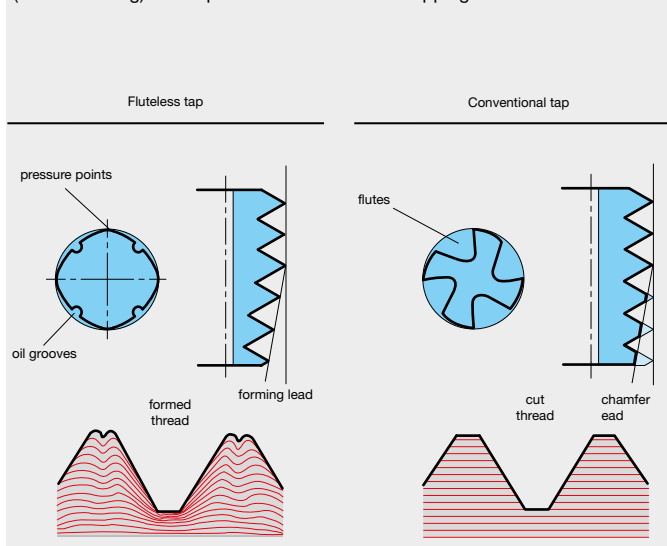 Fluteless tap
Conventional tap
pressure points
flutes
oil grooves
forming lead
formed
thread
cut
thread
chamfer
ead